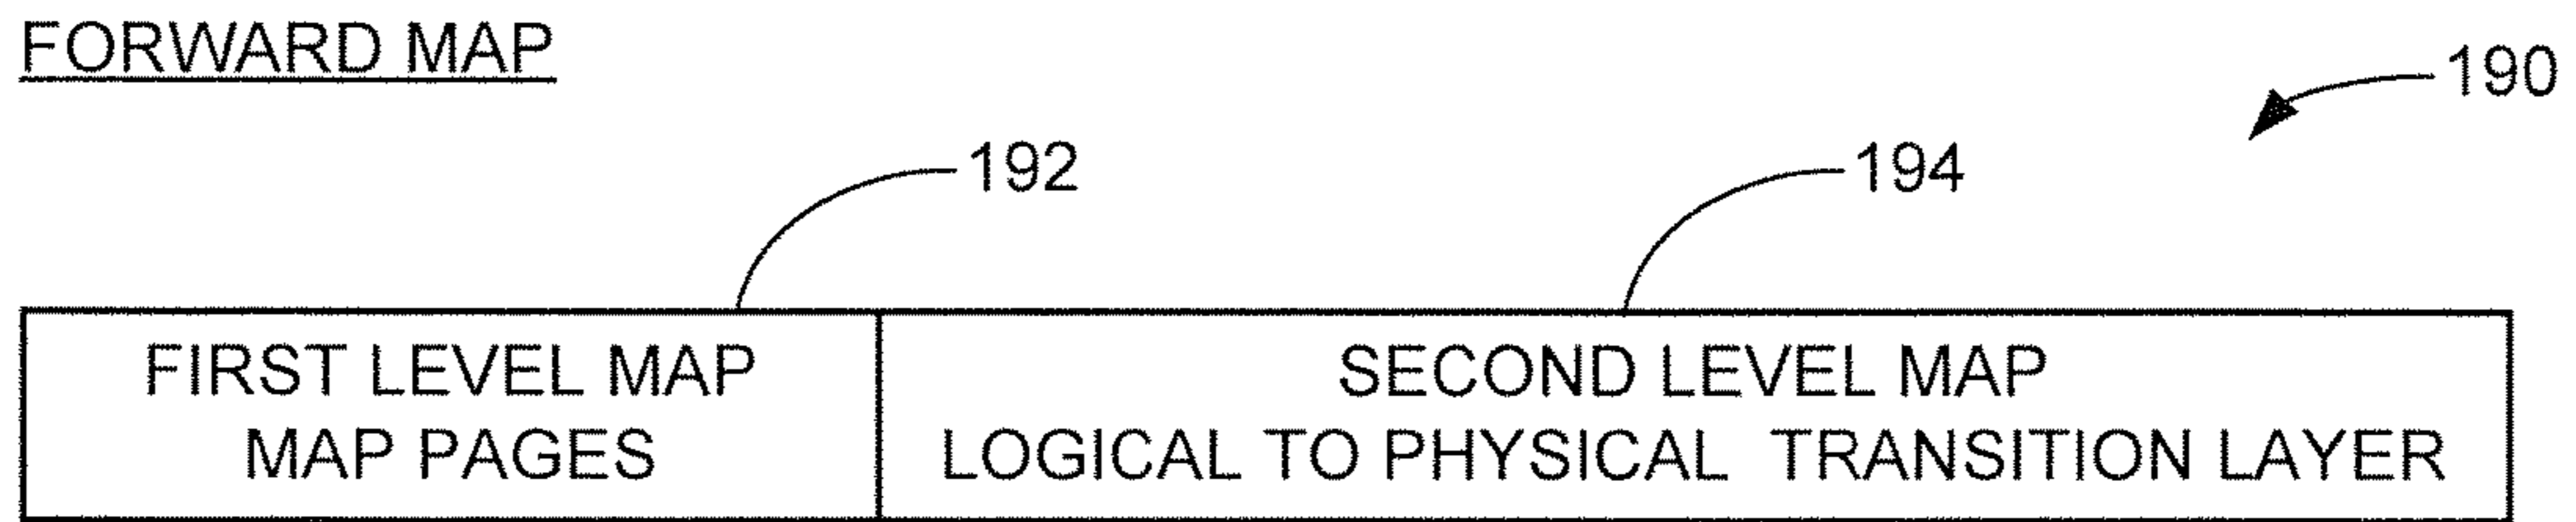 FORWARD MAP
190
192
194
FIRST LEVEL MAP
MAP PAGES
SECOND LEVEL MAP
LOGICAL TO PHYSICAL TRANSITION LAYER